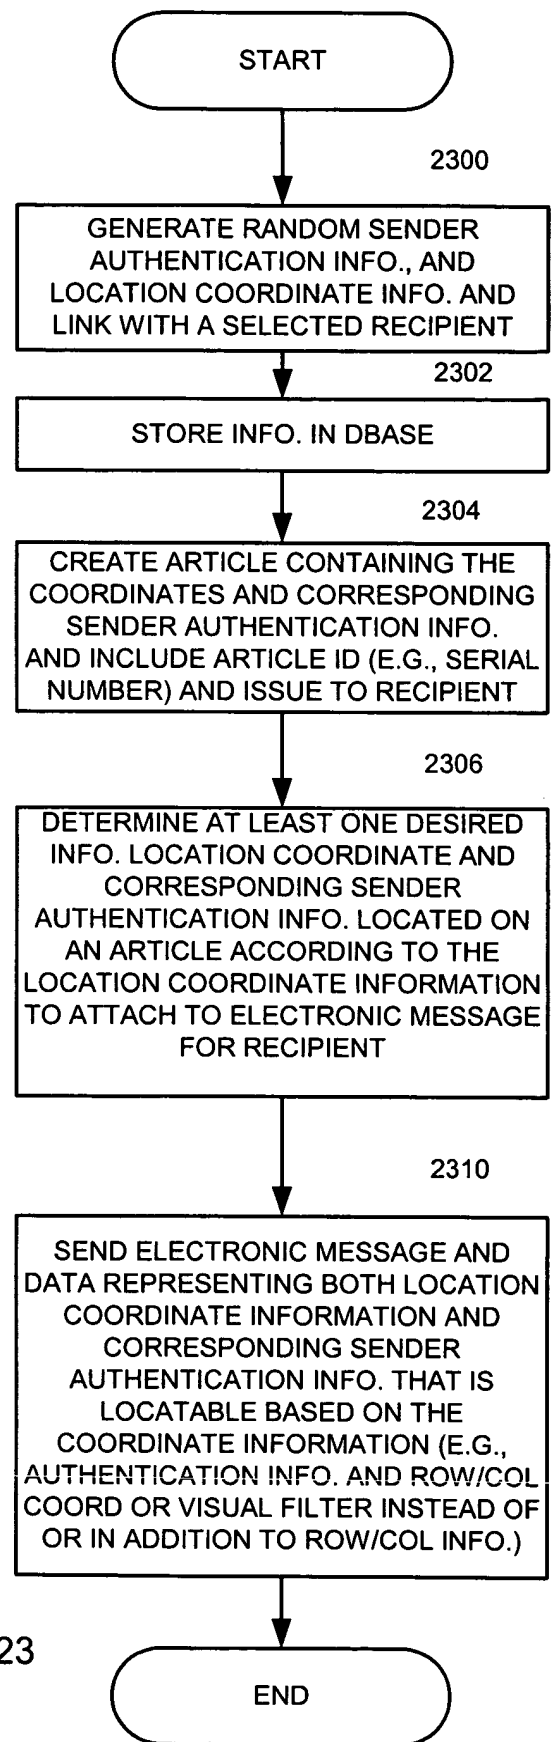 START
2300
GENERATE RANDOM SENDER
AUTHENTICATION INFO., AND
LOCATION COORDINATE INFO. AND
LINK WITH A SELECTED RECIPIENT
2302
STORE INFO. IN DBASE
2304
CREATE ARTICLE CONTAINING THE
COORDINATES AND CORRESPONDING
SENDER AUTHENTICATION INFO.
AND INCLUDE ARTICLE ID (E.G., SERIAL
NUMBER) AND ISSUE TO RECIPIENT
2306
DETERMINE AT LEAST ONE DESIRED
INFO. LOCATION COORDINATE AND
CORRESPONDING SENDER
AUTHENTICATION INFO. LOCATED ON
AN ARTICLE ACCORDING TO THE
LOCATION COORDINATE INFORMATION
TO ATTACH TO ELECTRONIC MESSAGE
FOR RECIPIENT
2310
SEND ELECTRONIC MESSAGE AND
DATA REPRESENTING BOTH LOCATION
COORDINATE INFORMATION AND
CORRESPONDING SENDER
AUTHENTICATION INFO. THAT IS
LOCATABLE BASED ON THE
COORDINATE INFORMATION (E.G.,
AUTHENTICATION INFO. AND ROW/COL
COORD OR VISUAL FILTER INSTEAD OF
OR IN ADDITION TO ROW/COL INFO.)
23
END